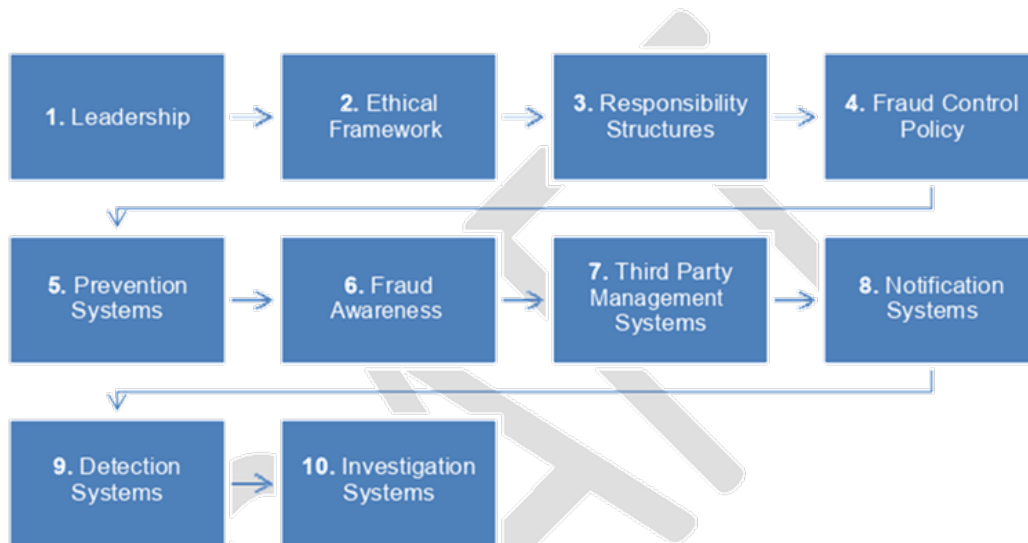 1. Leadership
2. Ethical
Framework
3. Responsibility
Structures
4. Fraud Control
Policy
5. Prevention
Systems
6. Fraud
Awareness
7. Third Party
Management
Systems
8. Notification
Systems
9. Detection
Systems
10. Investigation
Systems